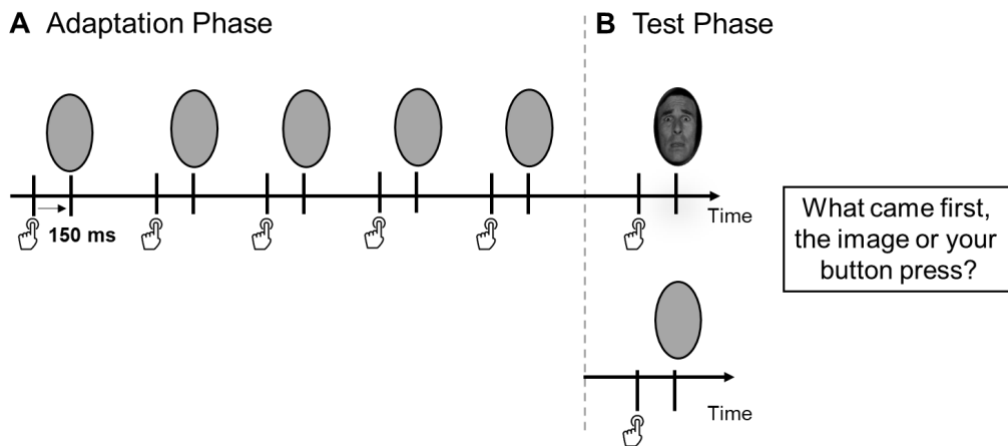 A Adaptation Phase
B Test Phase
150 ms
Time
What came first,
the image or your
button press?
Time